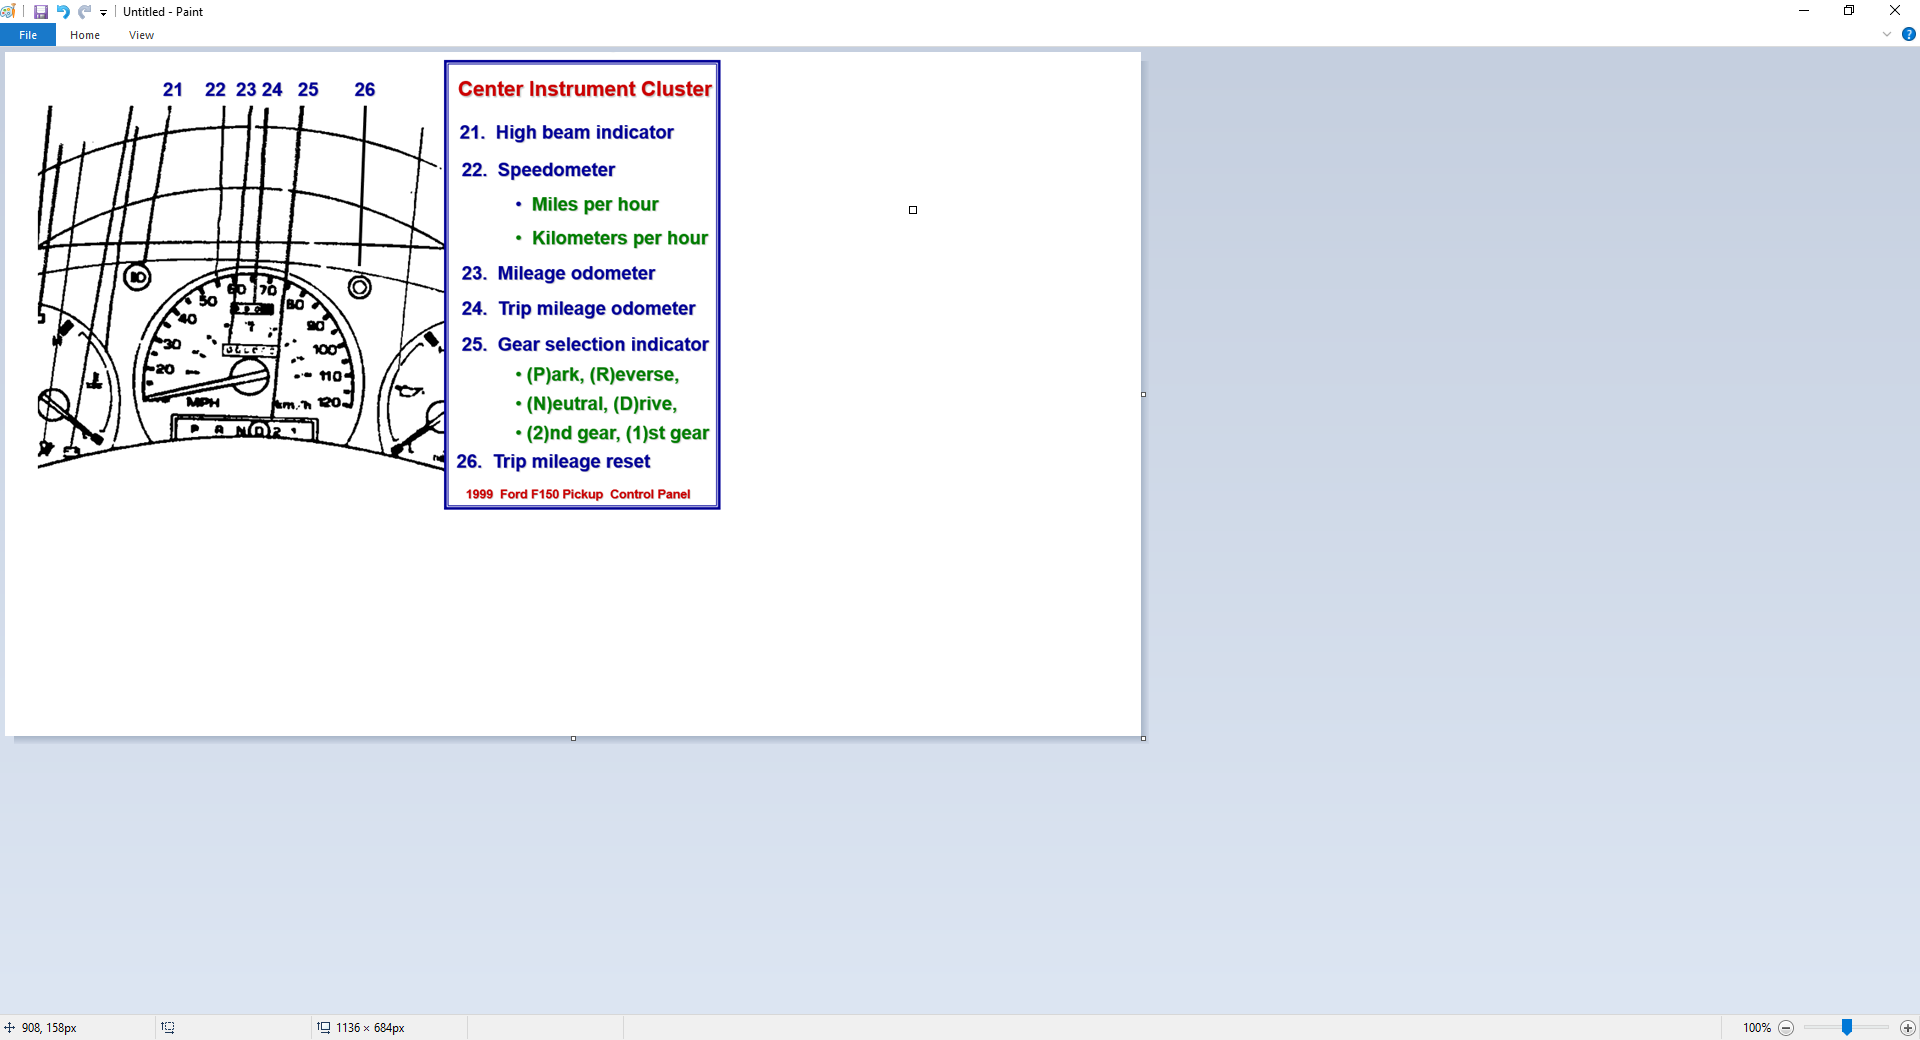 Untitled - Paint
File Home View
21 22 23 24 25 26
Center Instrument Cluster
21. High beam indicator
22. Speedometer
• Miles per hour
• Kilometers per hour
23. Mileage odometer
24. Trip mileage odometer
25. Gear selection indicator
• (P)ark, (R)everse,
• (N)eutral, (D)rive,
• (2)nd gear, (1)st gear
26. Trip mileage reset
1999 Ford F150 Pickup Control Panel
60 70
50 80
40 90
30 100
20 110
MPH km/h 120
908, 158px
1136 × 684px
100%